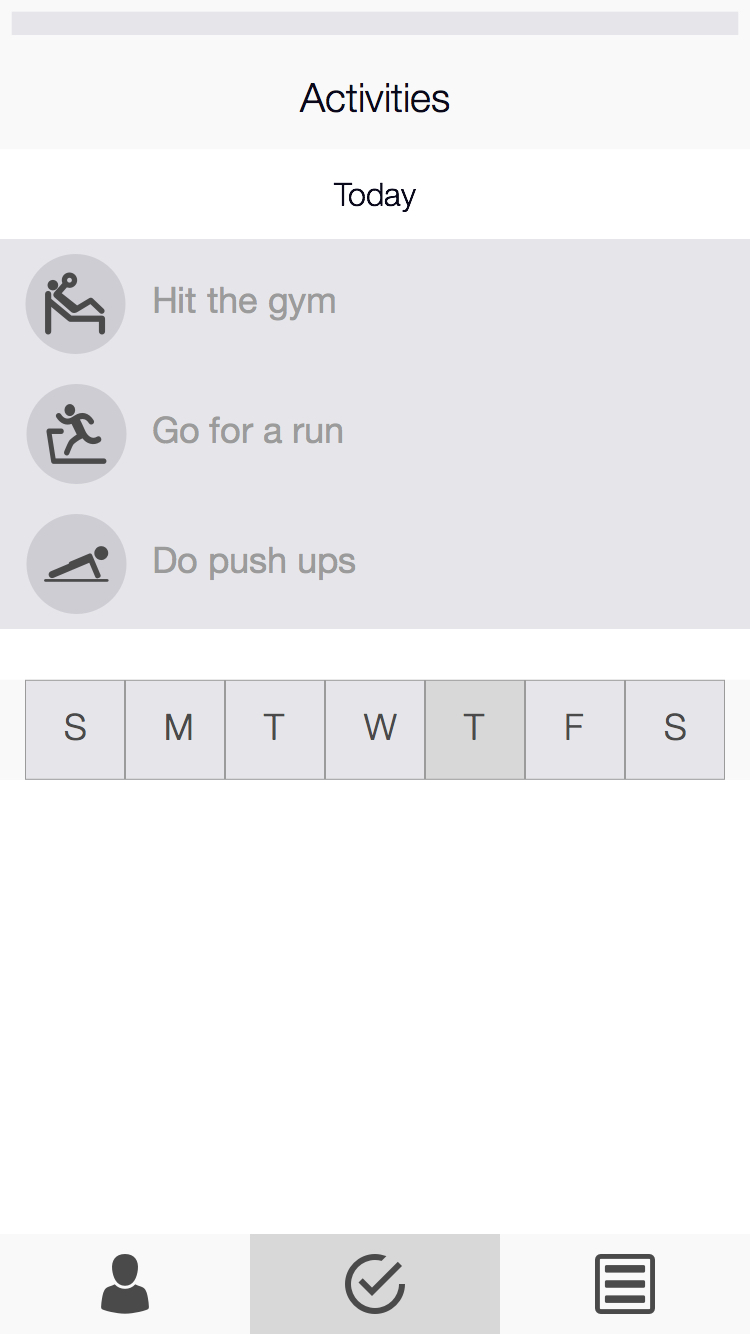 Activities
Today
Hit the gym
Go for a run
Do push ups
S M T W T F S